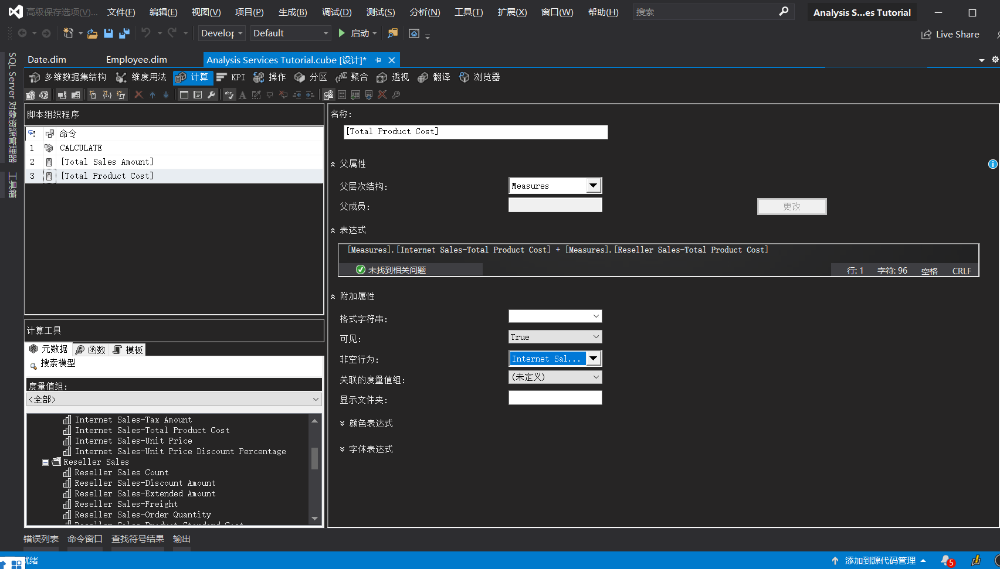 高级保存选项(V)... 文件(F) 编辑(E) 视图(V) 项目(P) 生成(B) 调试(D) 测试(S) 分析(N) 工具(T) 扩展(X) 窗口(W) 帮助(H) 搜索 Analysis S...es Tutorial
Develop Default 启动 Live Share
SQL Server 对象资源管理器
工具箱
Date.dim Employee.dim Analysis Services Tutorial.cube [设计]*
多维数据集结构 维度用法 计算 KPI 操作 分区 聚合 透视 翻译 浏览器
脚本组织程序
命令
1 CALCULATE
2 [Total Sales Amount]
3 [Total Product Cost]
计算工具
元数据 函数 模板
搜索模型
度量值组:
<全部>
Internet Sales-Tax Amount
Internet Sales-Total Product Cost
Internet Sales-Unit Price
Internet Sales-Unit Price Discount Percentage
Reseller Sales
Reseller Sales Count
Reseller Sales-Discount Amount
Reseller Sales-Extended Amount
Reseller Sales-Freight
Reseller Sales-Order Quantity
Reseller Sales-Product Standard Cost
名称:
[Total Product Cost]
父属性
父层次结构: Measures
父成员: 更改
表达式
[Measures].[Internet Sales-Total Product Cost] + [Measures].[Reseller Sales-Total Product Cost]
未找到相关问题 行: 1 字符: 96 空格 CRLF
附加属性
格式字符串:
可见: True
非空行为: Internet Sal...
关联的度量值组: (未定义)
显示文件夹:
颜色表达式
字体表达式
错误列表 命令窗口 查找符号结果 输出
就绪 添加到源代码管理 5